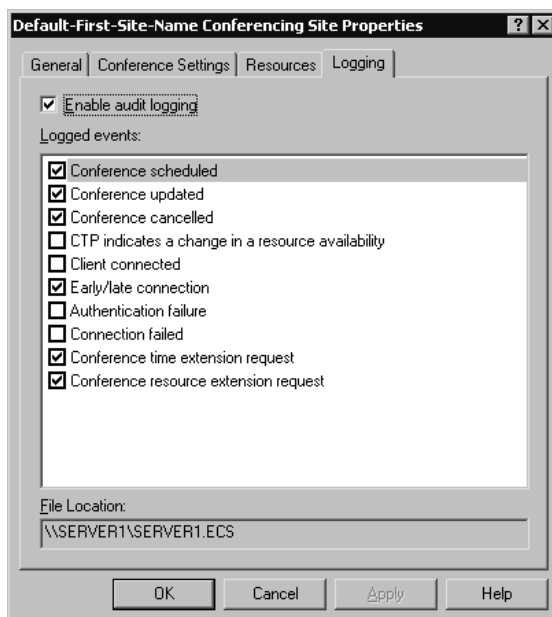 Default-First-Site-Name Conferencing Site Properties
General Conference Settings Resources Logging
Enable audit logging
Logged events:
Conference scheduled
Conference updated
Conference cancelled
CTP indicates a change in a resource availability
Client connected
Early/late connection
Authentication failure
Connection failed
Conference time extension request
Conference resource extension request
File Location:
\\SERVER1\SERVER1.ECS
OK Cancel Apply Help